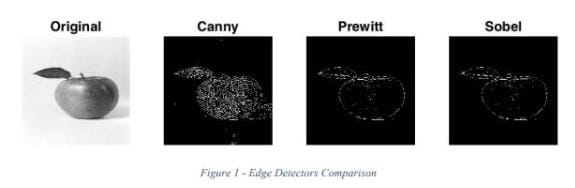 Original Canny Prewitt Sobel
Figure 1 - Edge Detectors Comparison